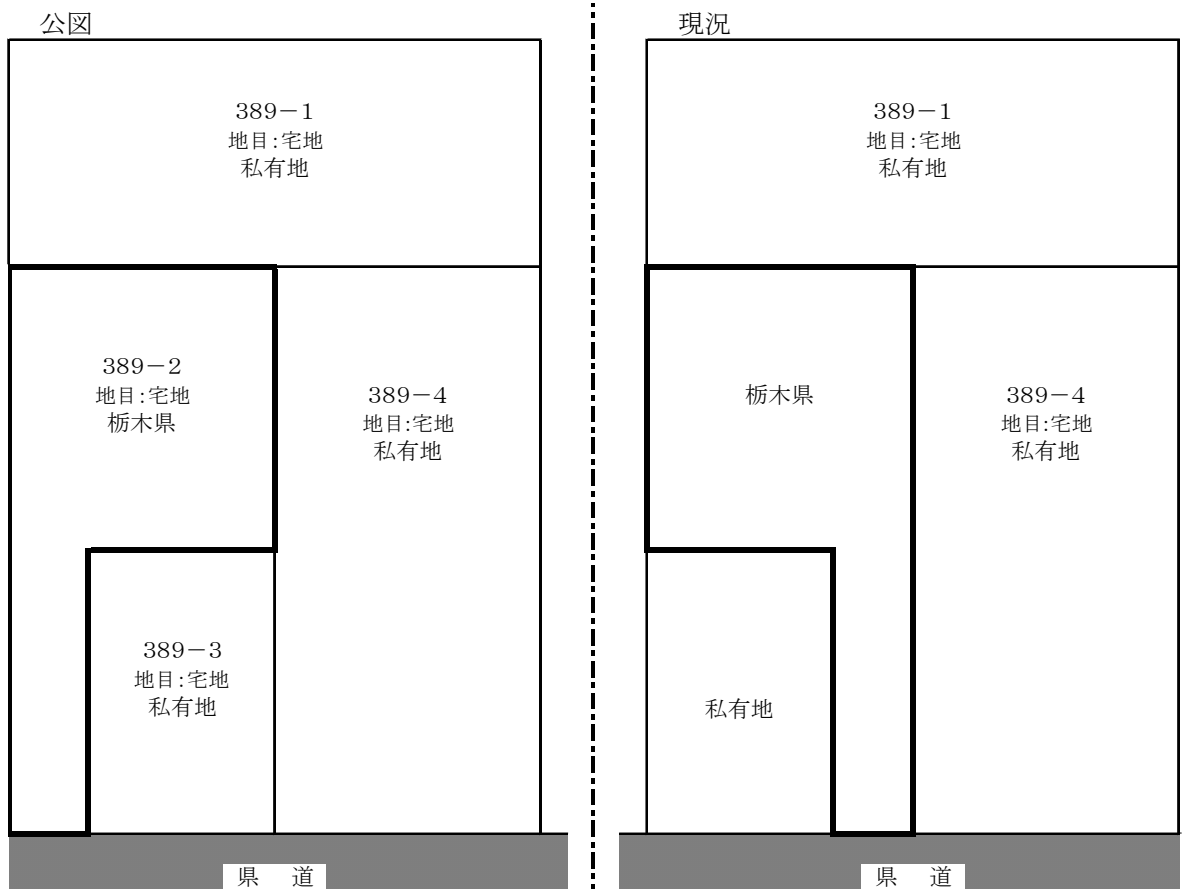 公図
389-1
地目:宅地
私有地
389-2
地目:宅地
栃木県
389-4
地目:宅地
私有地
389-3
地目:宅地
私有地
県 道
現況
389-1
地目:宅地
私有地
栃木県
389-4
地目:宅地
私有地
私有地
県 道